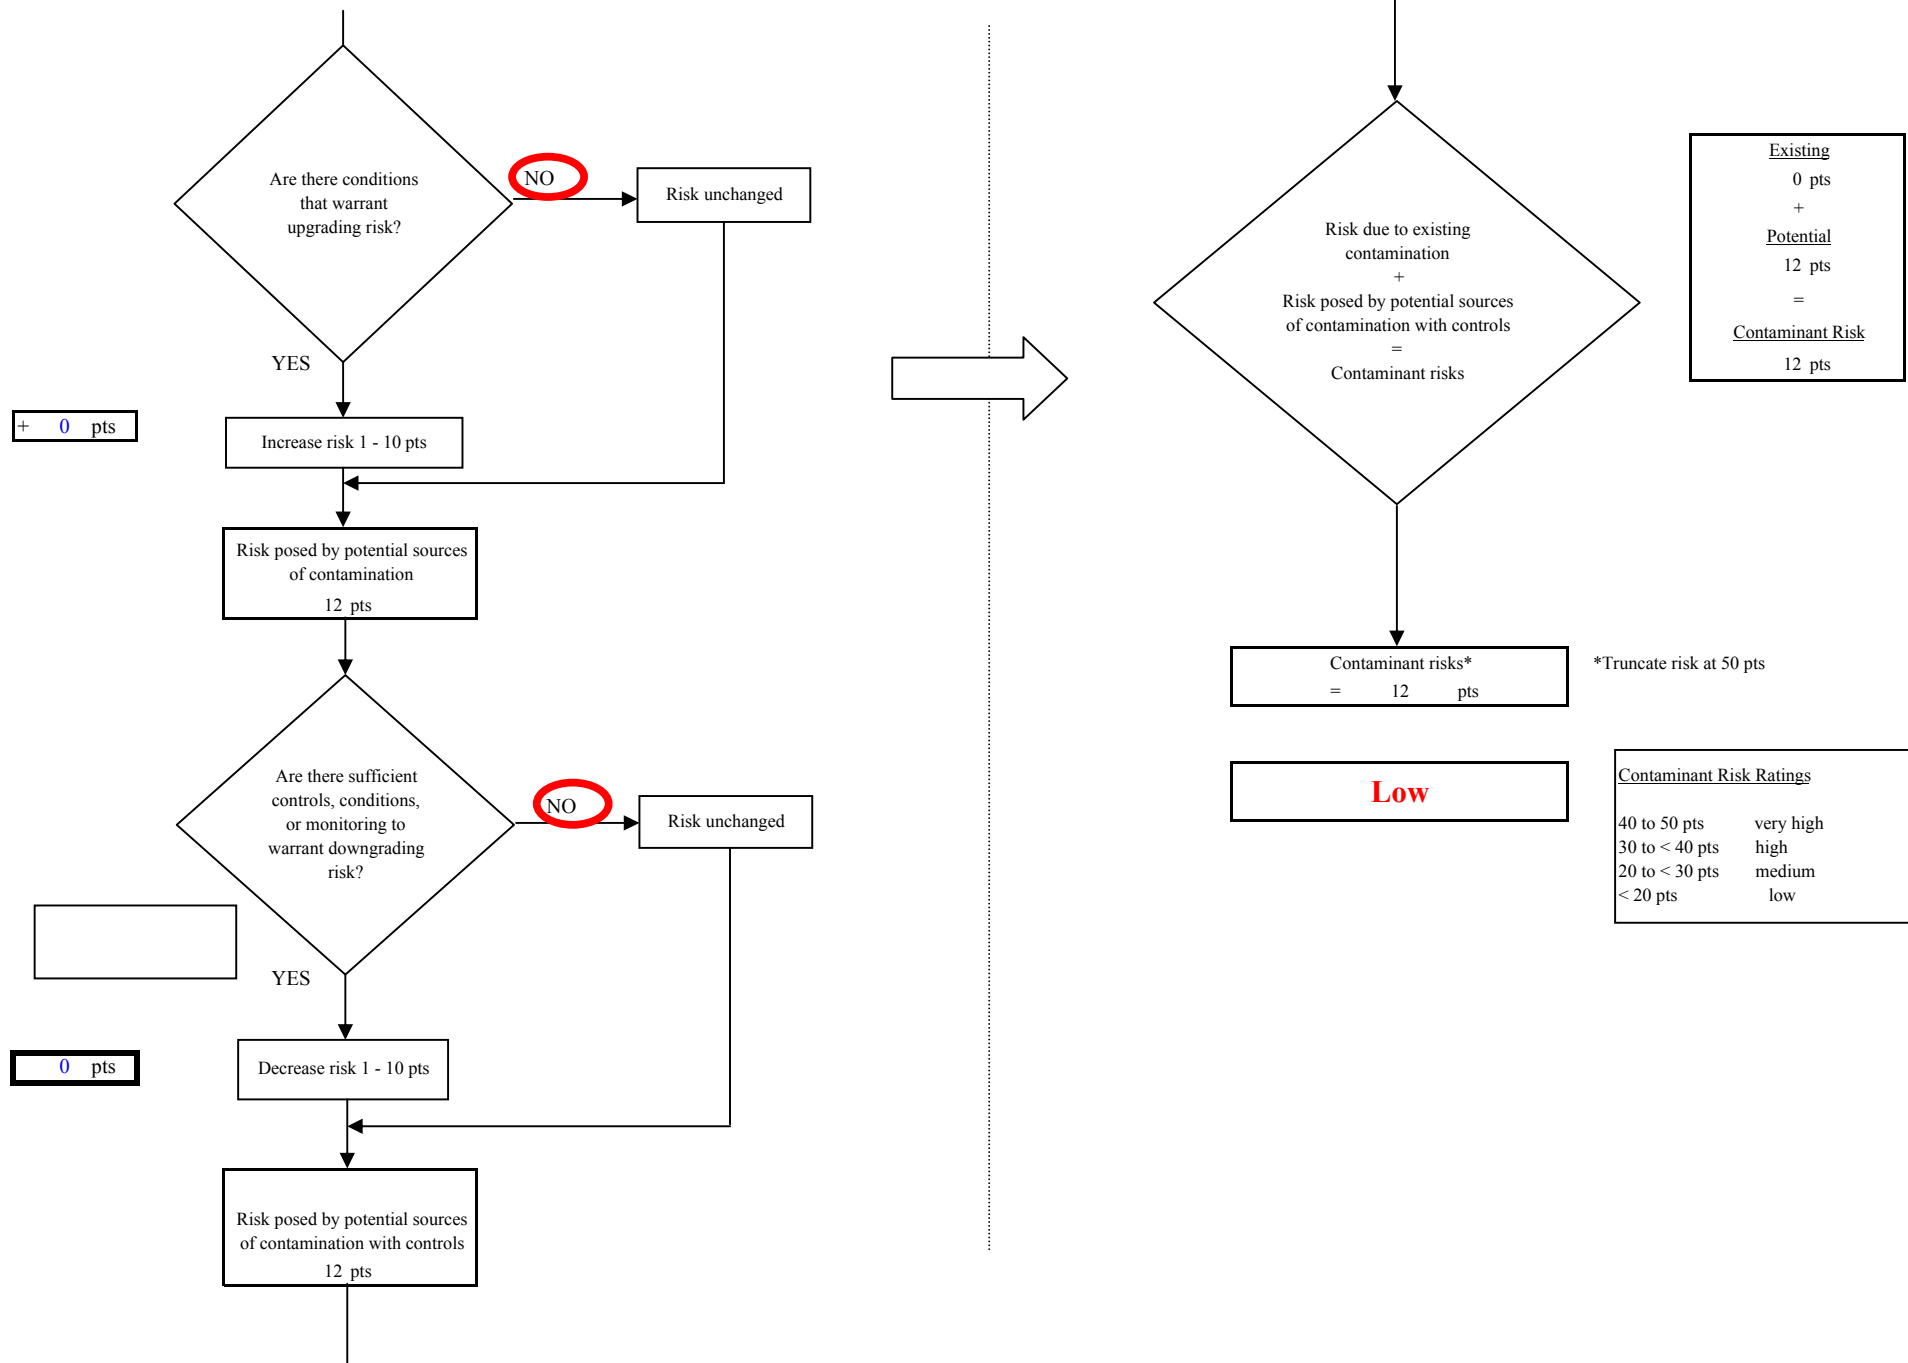 Are there conditions
that warrant
upgrading risk?
NO
Risk unchanged
YES
+ 0 pts
Increase risk 1 - 10 pts
Risk posed by potential sources
of contamination
12 pts
Are there sufficient
controls, conditions,
or monitoring to
warrant downgrading
risk?
NO
Risk unchanged
YES
0 pts
Decrease risk 1 - 10 pts
Risk posed by potential sources
of contamination with controls
12 pts
Risk due to existing
contamination
+
Risk posed by potential sources
of contamination with controls
=
Contaminant risks
Existing
0 pts
+
Potential
12 pts
=
Contaminant Risk
12 pts
Contaminant risks*
= 12 pts
*Truncate risk at 50 pts
Low
Contaminant Risk Ratings
40 to 50 pts very high
30 to < 40 pts high
20 to < 30 pts medium
< 20 pts low